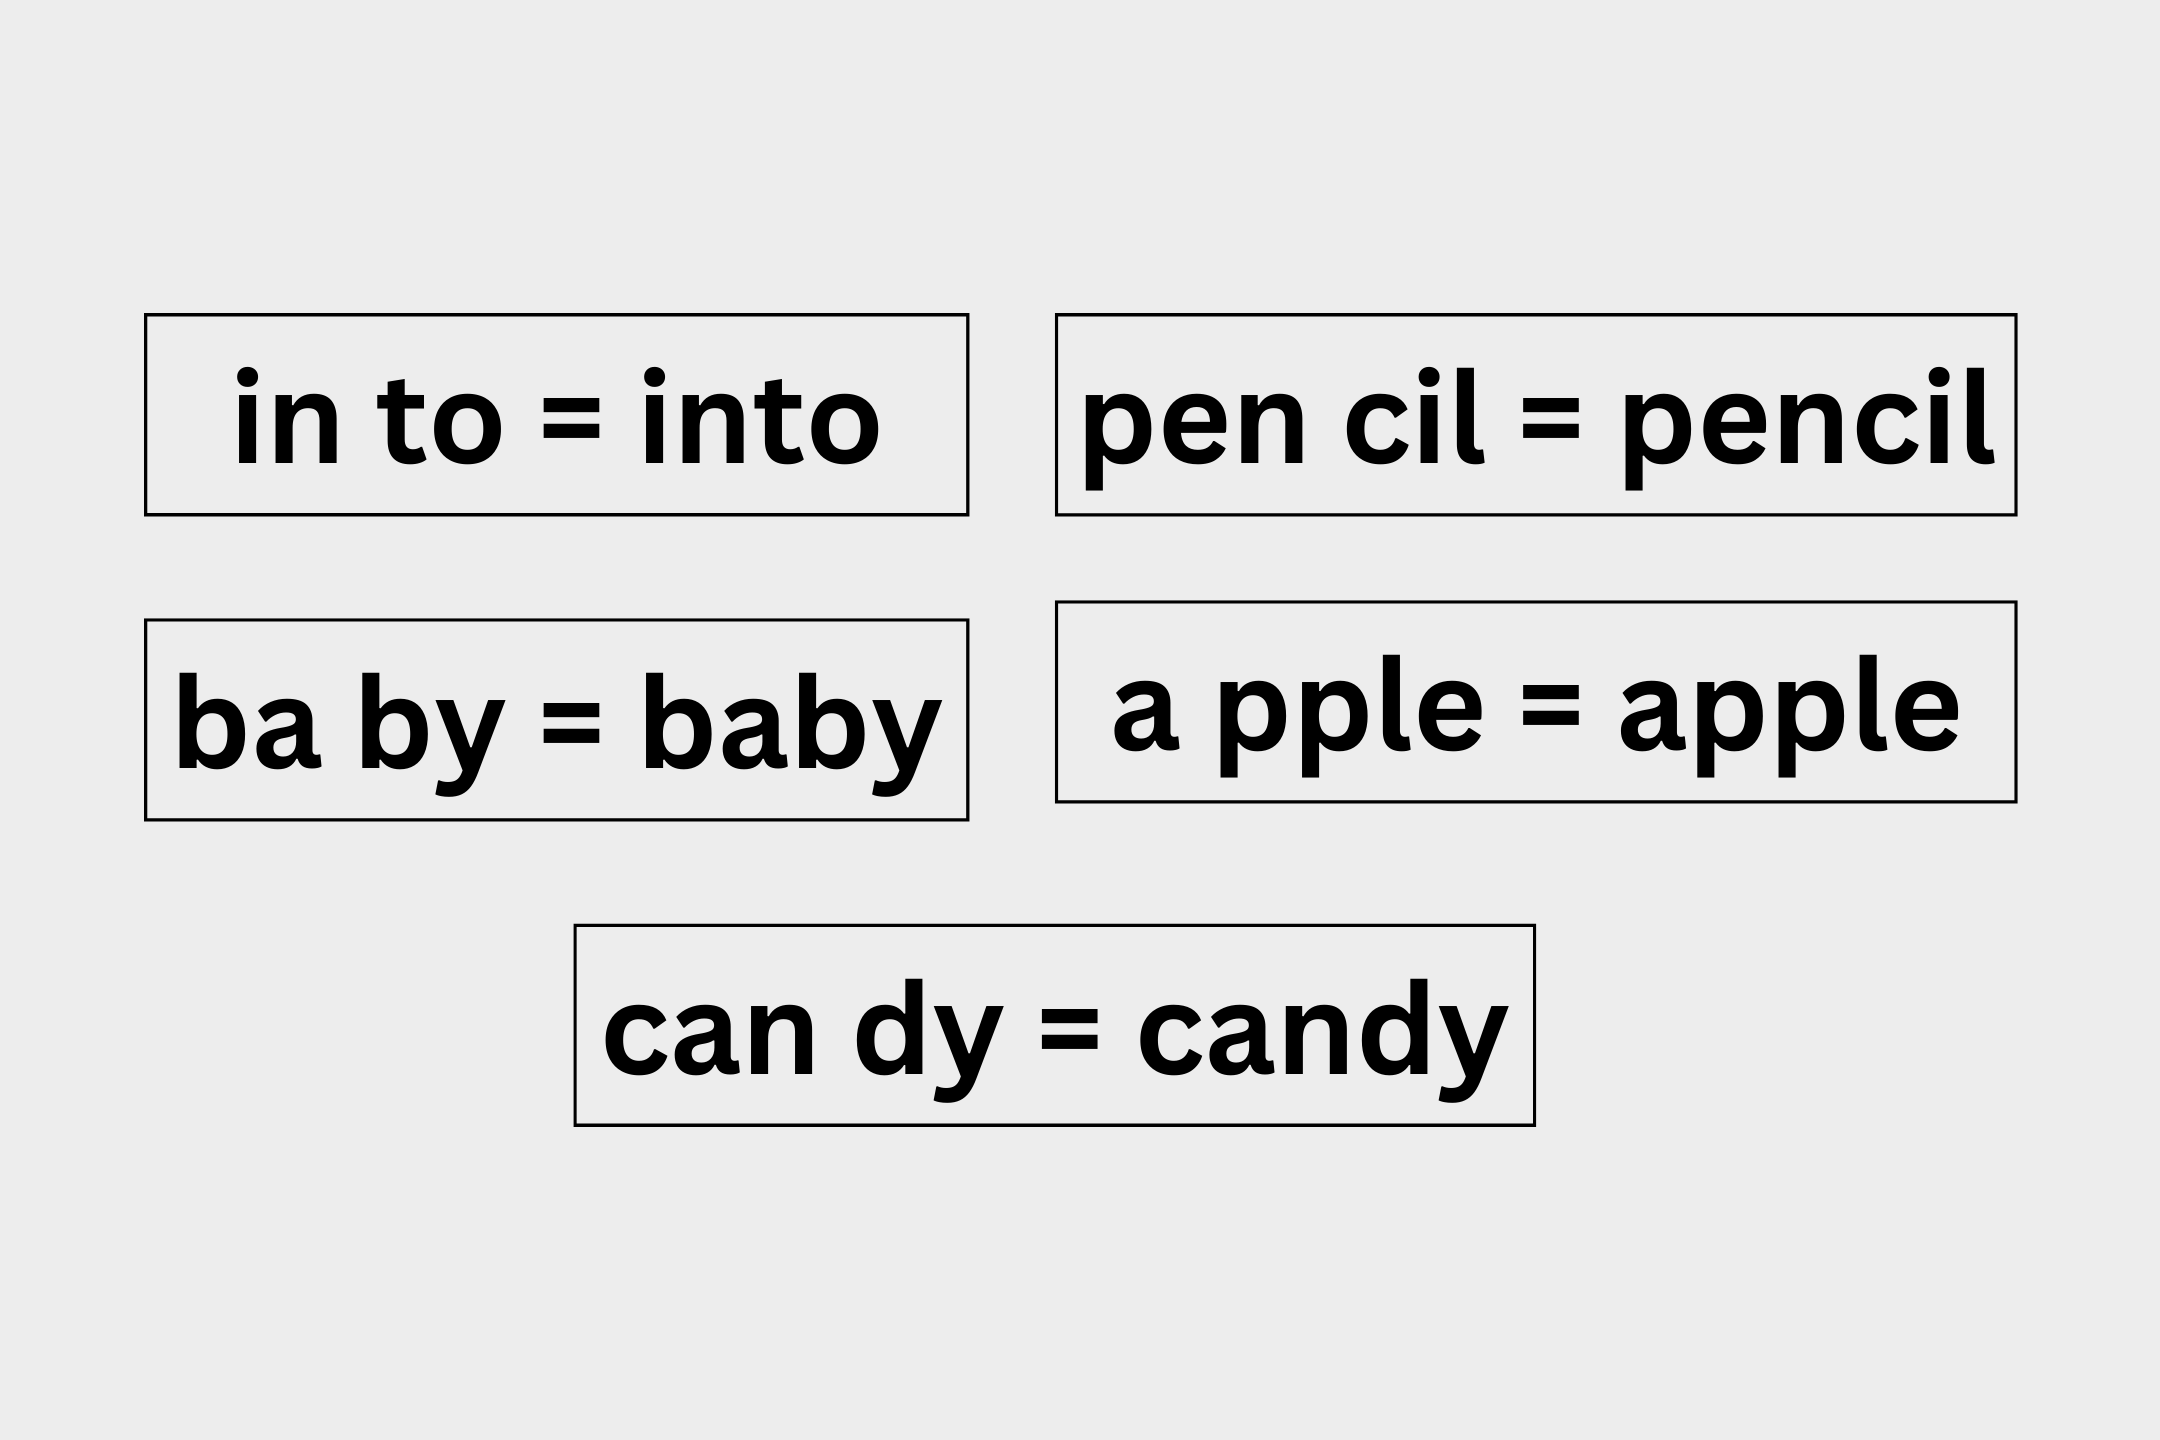 in to = into
pen cil = pencil
ba by = baby
a pple = apple
can dy = candy